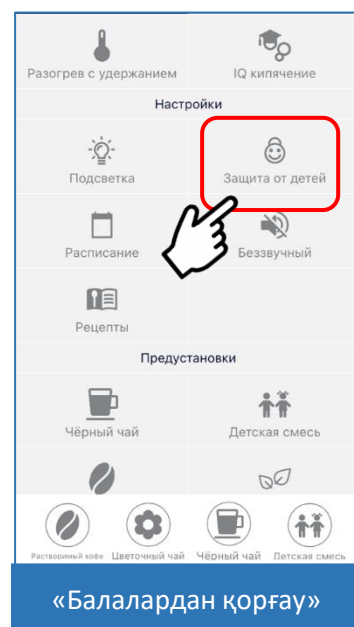 Разогрев с удержанием IQ кипячение
Настройки
Подсветка Защита от детей
Расписание Беззвучный
Рецепты
Предустановки
Чёрный чай Детская смесь
Растворимый кофе Цветочный чай Чёрный чай Детская смесь
«Балалардан қорғау»